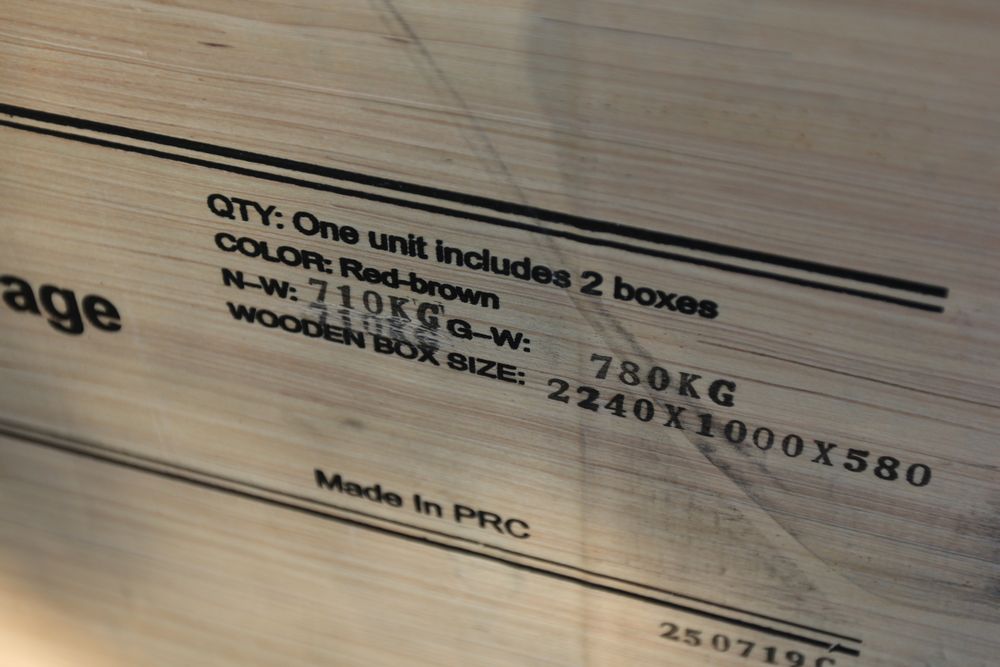 QTY: One unit includes 2 boxes
COLOR: Red-brown
N-W: 710KG G-W: 780KG
WOODEN BOX SIZE: 2240X1000X580
age
Made In PRC
250719